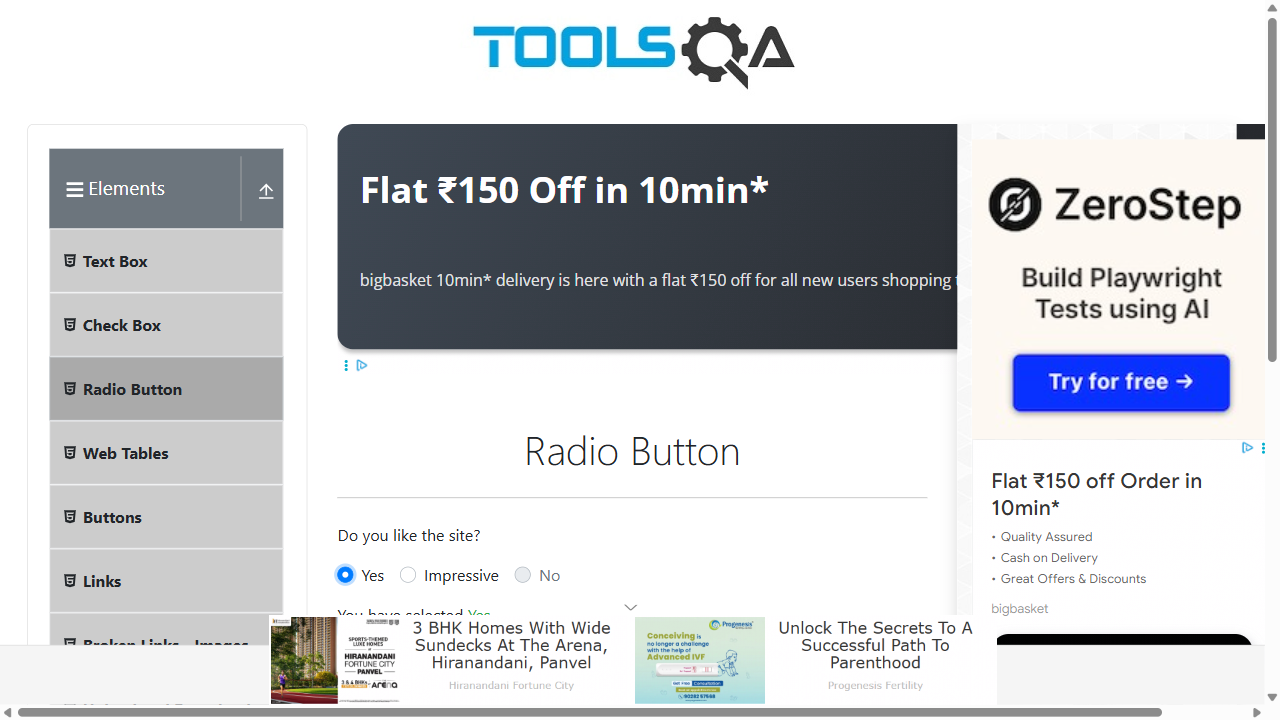 TOOLSQA
Elements
Text Box
Check Box
Radio Button
Web Tables
Buttons
Links
Broken Links - Images
Flat ₹150 Off in 10min*
bigbasket 10min* delivery is here with a flat ₹150 off for all new users shopping
Radio Button
Do you like the site?
Yes
Impressive
No
You have selected Yes
ZeroStep
Build Playwright
Tests using AI
Try for free →
Flat ₹150 off Order in
10min*
• Quality Assured
• Cash on Delivery
• Great Offers & Discounts
bigbasket
SPORTS-THEMED
LUXE HOMES
HIRANANDANI
FORTUNE CITY
PANVEL
3 BHK Homes With Wide
Sundecks At The Arena,
Hiranandani, Panvel
Hiranandani Fortune City
Progenesis
Conceiving is
no longer a challenge
with the help of
Advanced IVF
Unlock The Secrets To A
Successful Path To
Parenthood
Progenesis Fertility